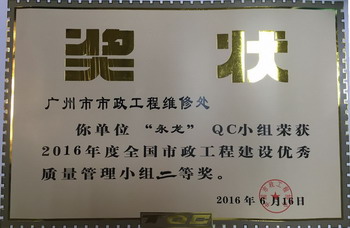 奖状
广州市市政工程维修处
你单位“永龙”QC小组荣获
2016年度全国市政工程建设优秀
质量管理小组二等奖。
2016年6月16日